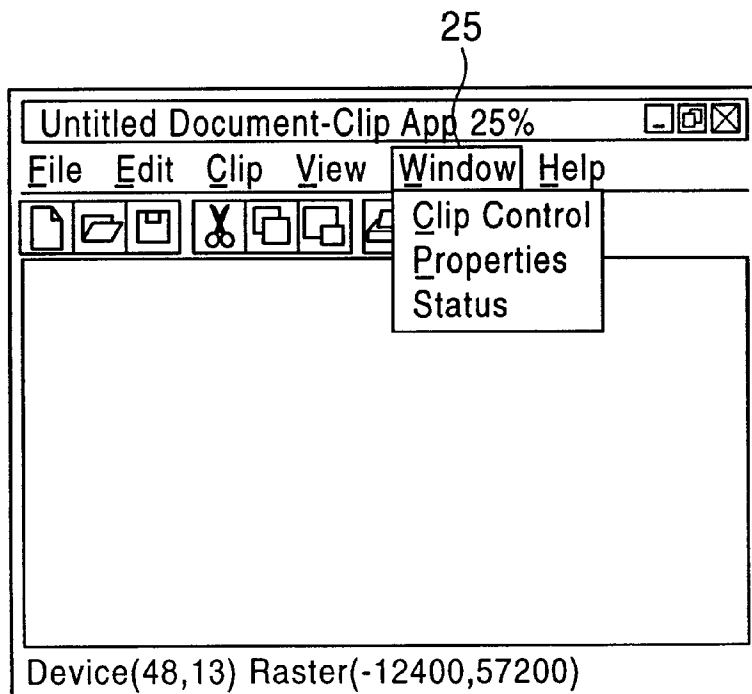 25
Untitled Document-Clip App 25%
File Edit Clip View Window Help
Clip Control
Properties
Status
Device(48,13) Raster(-12400,57200)